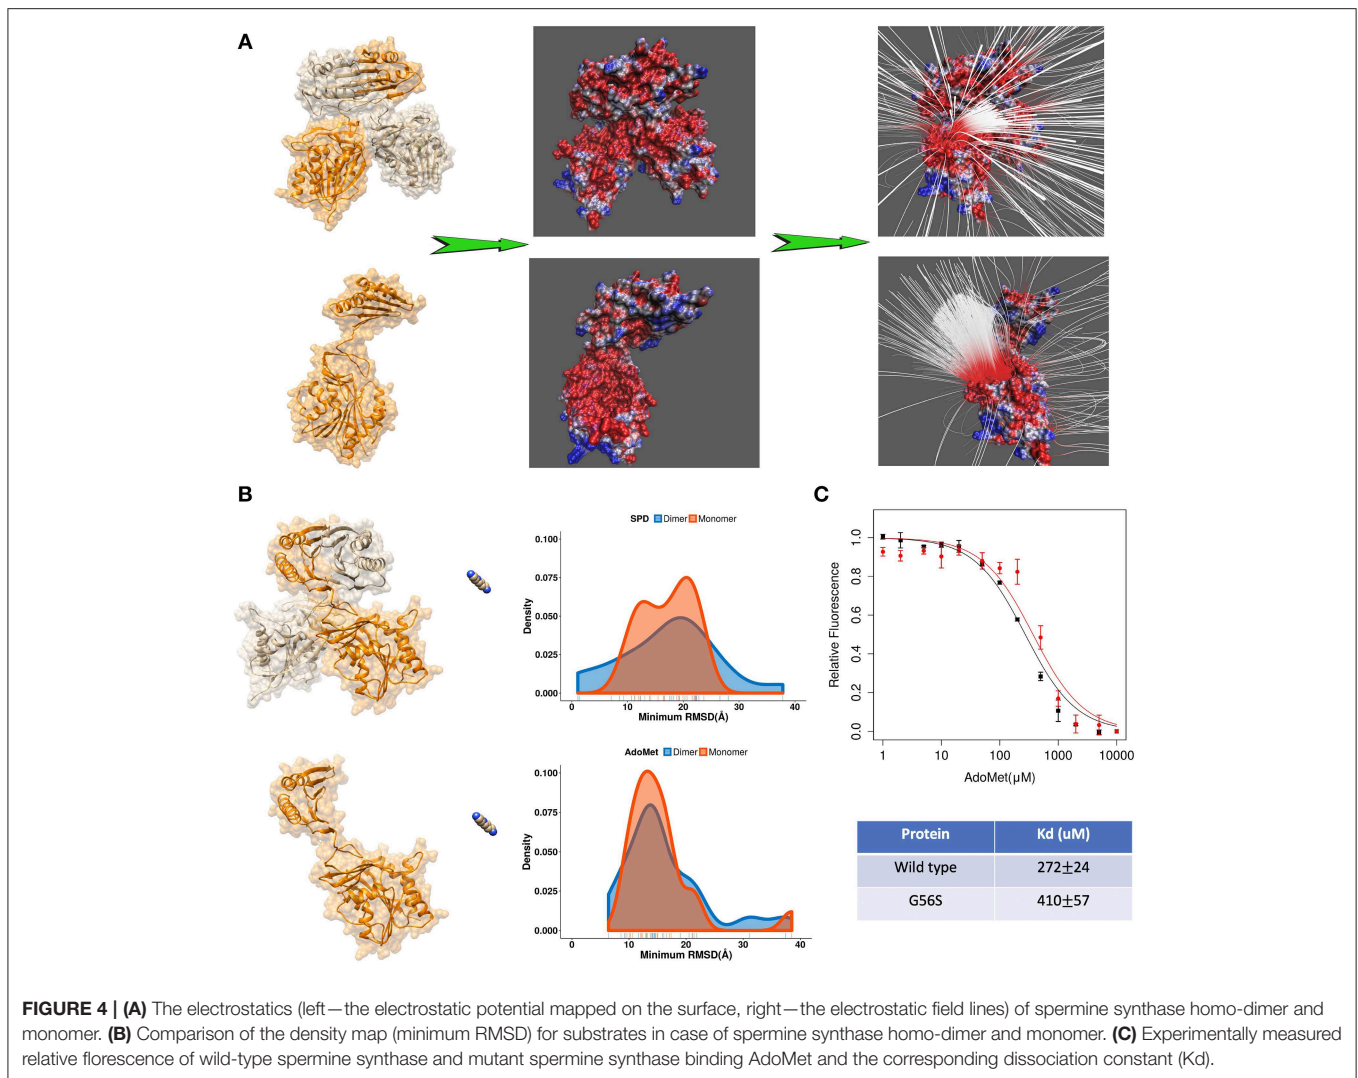 A
B
C
SPD Dimer Monomer
0.100
0.075
0.050
0.025
0.000
Density
0 10 20 30 40
Minimum RMSD(Å)
AdoMet Dimer Monomer
0.100
0.075
0.050
0.025
0.000
Density
0 10 20 30 40
Minimum RMSD(Å)
1.0
0.8
0.6
0.4
0.2
0.0
Relative Fluorescence
1 10 100 1000 10000
AdoMet(µM)
Protein Kd (uM)
Wild type 272±24
G56S 410±57
FIGURE 4 | (A) The electrostatics (left—the electrostatic potential mapped on the surface, right—the electrostatic field lines) of spermine synthase homo-dimer and
monomer. (B) Comparison of the density map (minimum RMSD) for substrates in case of spermine synthase homo-dimer and monomer. (C) Experimentally measured
relative florescence of wild-type spermine synthase and mutant spermine synthase binding AdoMet and the corresponding dissociation constant (Kd).